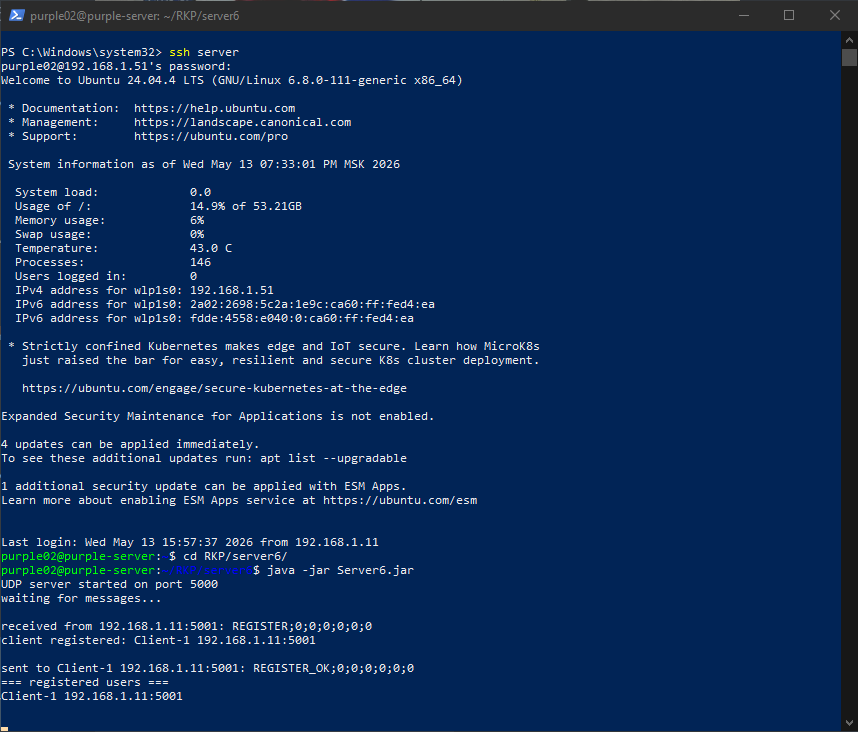 purple02@purple-server: ~/RKP/server6
PS C:\Windows\system32> ssh server
purple02@192.168.1.51's password:
Welcome to Ubuntu 24.04.4 LTS (GNU/Linux 6.8.0-111-generic x86_64)
* Documentation:  https://help.ubuntu.com
* Management:     https://landscape.canonical.com
* Support:        https://ubuntu.com/pro
System information as of Wed May 13 07:33:01 PM MSK 2026
System load:             0.0
Usage of /:              14.9% of 53.21GB
Memory usage:            6%
Swap usage:              0%
Temperature:             43.0 C
Processes:               146
Users logged in:         0
IPv4 address for wlp1s0: 192.168.1.51
IPv6 address for wlp1s0: 2a02:2698:5c2a:1e9c:ca60:ff:fed4:ea
IPv6 address for wlp1s0: fdde:4558:e040:0:ca60:ff:fed4:ea
* Strictly confined Kubernetes makes edge and IoT secure. Learn how MicroK8s
just raised the bar for easy, resilient and secure K8s cluster deployment.
https://ubuntu.com/engage/secure-kubernetes-at-the-edge
Expanded Security Maintenance for Applications is not enabled.
4 updates can be applied immediately.
To see these additional updates run: apt list --upgradable
1 additional security update can be applied with ESM Apps.
Learn more about enabling ESM Apps service at https://ubuntu.com/esm
Last login: Wed May 13 15:57:37 2026 from 192.168.1.11
purple02@purple-server:~$ cd RKP/server6/
purple02@purple-server:~/RKP/server6$ java -jar Server6.jar
UDP server started on port 5000
waiting for messages...
received from 192.168.1.11:5001: REGISTER;0;0;0;0;0;0
client registered: Client-1 192.168.1.11:5001
sent to Client-1 192.168.1.11:5001: REGISTER_OK;0;0;0;0;0;0
=== registered users ===
Client-1 192.168.1.11:5001